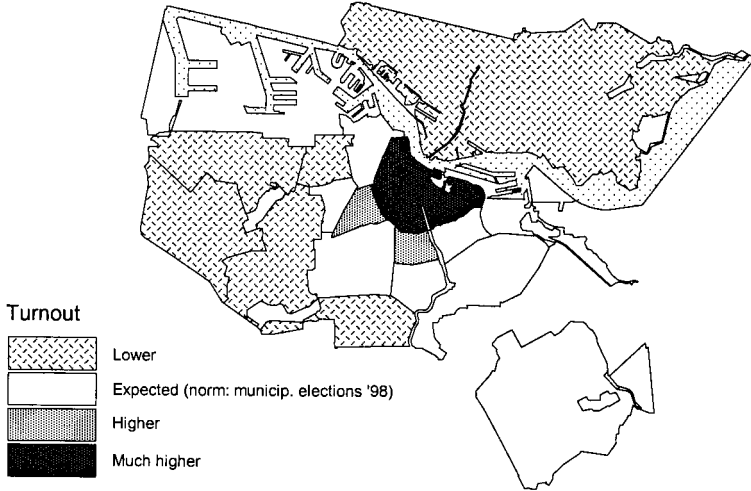 Turnout
Lower
Expected (norm: municip. elections '98)
Higher
Much higher